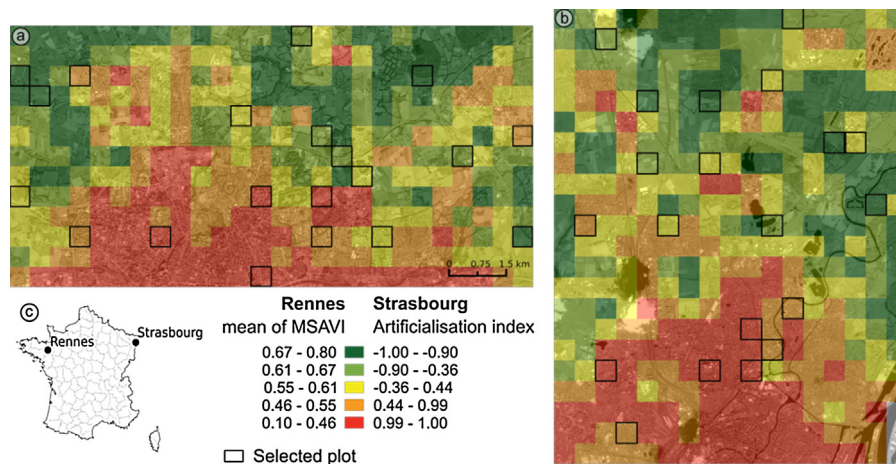 a
b
0 0.75 1.5 km
c
Rennes
Strasbourg
Rennes Strasbourg
mean of MSAVI Artificialisation index
0.67 - 0.80 -1.00 - -0.90
0.61 - 0.67 -0.90 - -0.36
0.55 - 0.61 -0.36 - 0.44
0.46 - 0.55 0.44 - 0.99
0.10 - 0.46 0.99 - 1.00
Selected plot